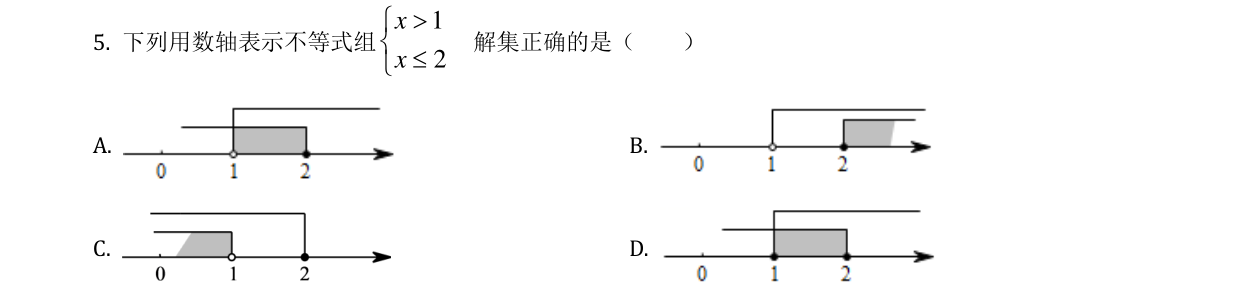 5. 下列用数轴表示不等式组 { x > 1
x ≤ 2 解集正确的是（  ）
A. 0 1 2
B. 0 1 2
C. 0 1 2
D. 0 1 2